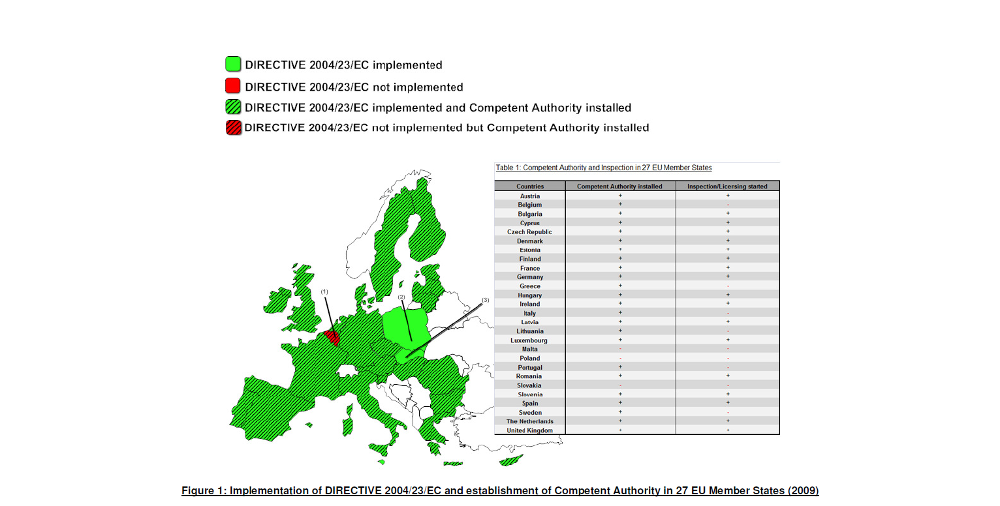 DIRECTIVE 2004/23/EC implemented
DIRECTIVE 2004/23/EC not implemented
DIRECTIVE 2004/23/EC implemented and Competent Authority installed
DIRECTIVE 2004/23/EC not implemented but Competent Authority installed
(1)
(2)
(3)
Table 1: Competent Authority and Inspection in 27 EU Member States
Countries Competent Authority installed Inspection/Licensing started
Austria + +
Belgium + -
Bulgaria + +
Cyprus + +
Czech Republic + +
Denmark + +
Estonia + +
Finland + +
France + +
Germany + +
Greece + -
Hungary + +
Ireland + +
Italy + -
Latvia + +
Lithuania + -
Luxembourg + +
Malta - -
Poland - -
Portugal + -
Romania + +
Slovakia - -
Slovenia + +
Spain + +
Sweden + -
The Netherlands + +
United Kingdom + +
Figure 1: Implementation of DIRECTIVE 2004/23/EC and establishment of Competent Authority in 27 EU Member States (2009)